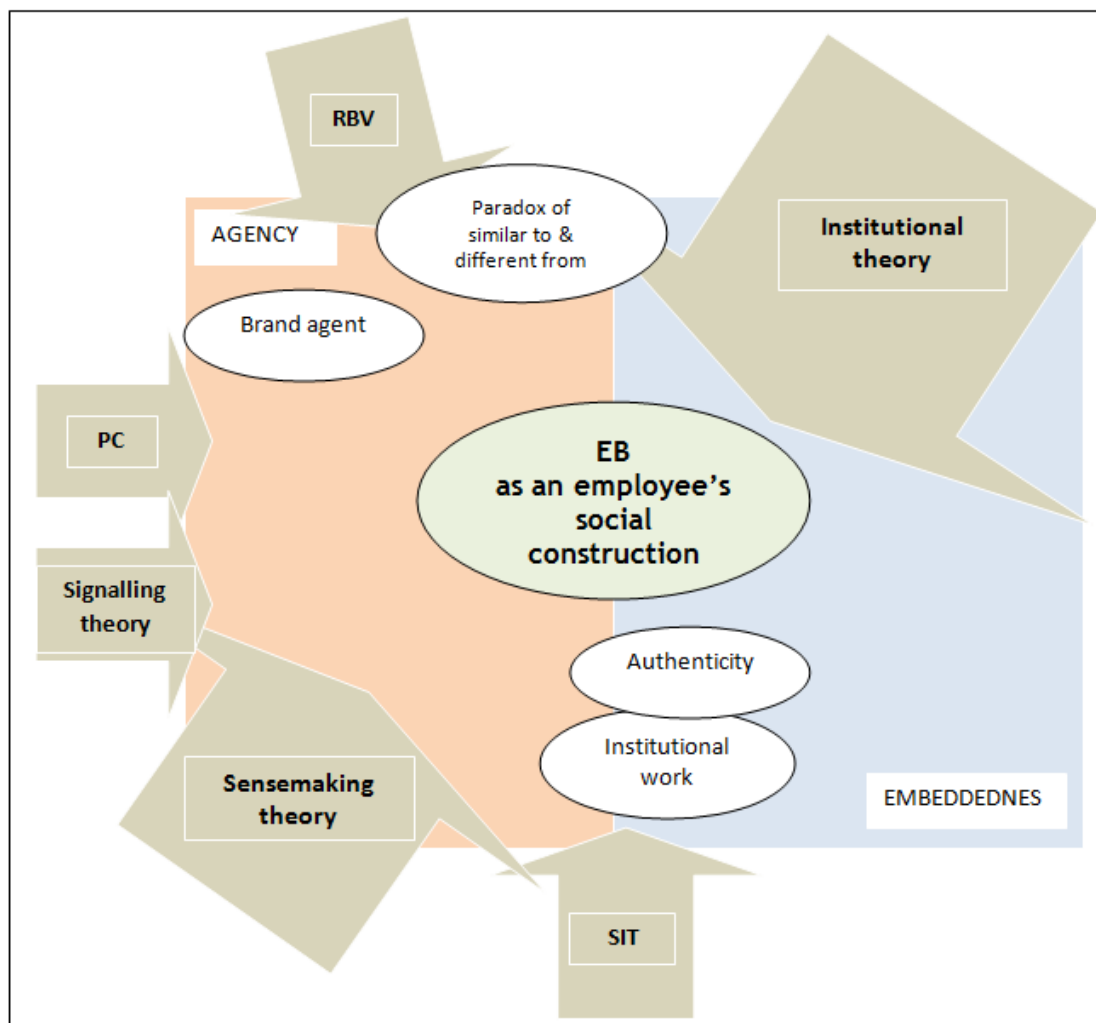 RBV
Paradox of
similar to &
different from
AGENCY
Institutional
theory
Brand agent
PC
EB
as an employee's
social
construction
Signalling
theory
Authenticity
Institutional
work
Sensemaking
theory
EMBEDDEDNES
SIT